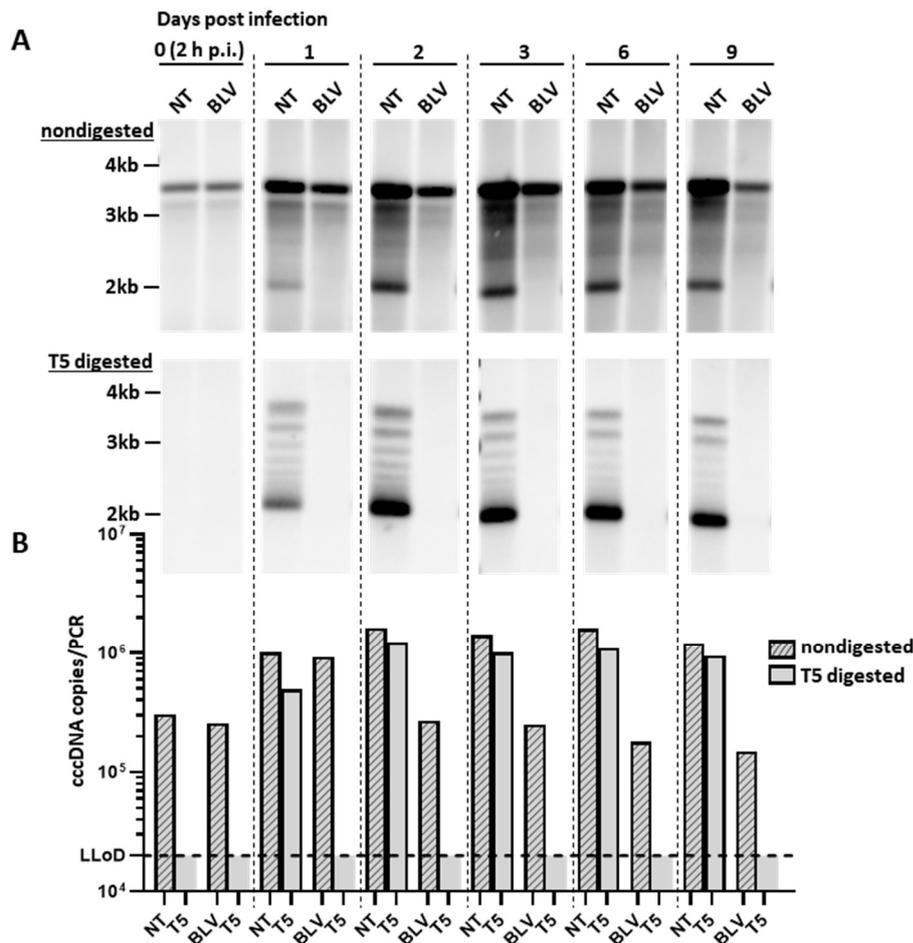 Days post infection
A
0 (2 h p.i.) 1 2 3 6 9
NT BLV NT BLV NT BLV NT BLV NT BLV NT BLV
nondigested
4kb
3kb
2kb
T5 digested
4kb
3kb
2kb
B
10⁷
10⁶
10⁵
LLoD
10⁴
cccDNA copies/PCR
nondigested
T5 digested
NT T5 BLV T5 NT T5 BLV T5 NT T5 BLV T5 NT T5 BLV T5 NT T5 BLV T5 NT T5 BLV T5